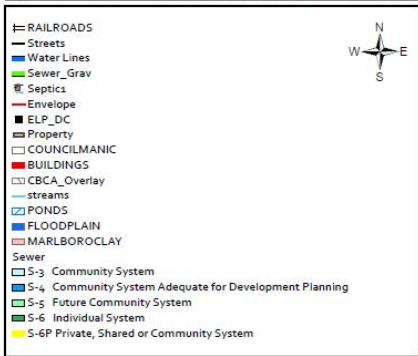 RAILROADS
Streets
Water Lines
Sewer_Grav
Septic1
Envelope
ELP_DC
Property
COUNCILMANIC
BUILDINGS
CBCA_Overlay
streams
PONDS
FLOODPLAIN
MARLBOROCLAY
Sewer
S-3 Community System
S-4 Community System Adequate for Development Planning
S-5 Future Community System
S-6 Individual System
S-6P Private, Shared or Community System
N
W E
S